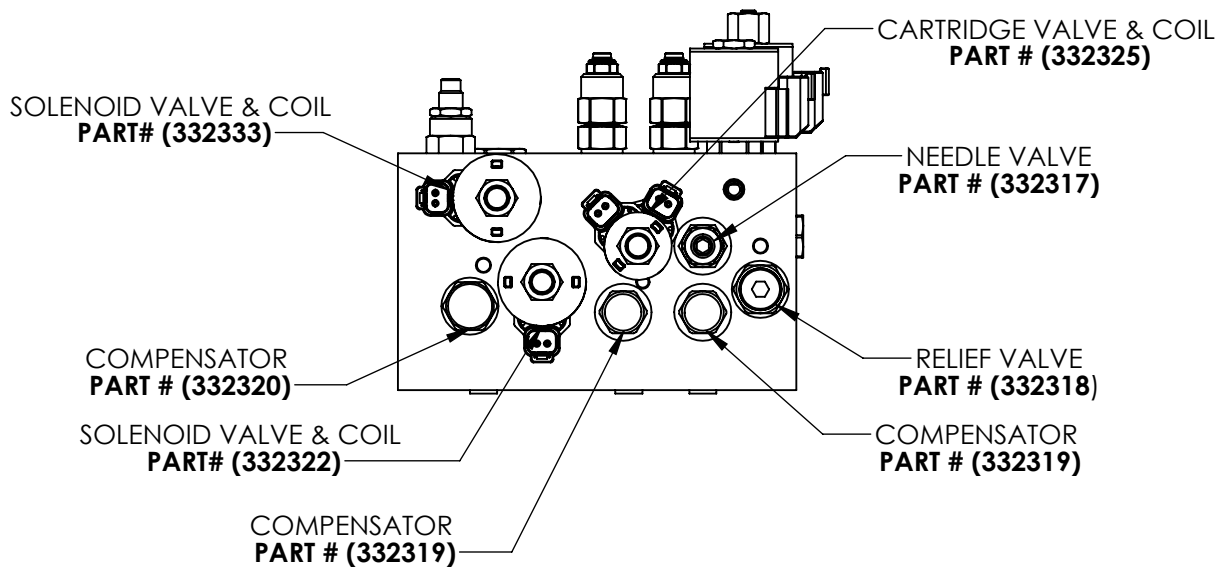 CARTRIDGE VALVE & COIL
PART # (332325)
SOLENOID VALVE & COIL
PART# (332333)
NEEDLE VALVE
PART # (332317)
COMPENSATOR
PART # (332320)
RELIEF VALVE
PART # (332318)
SOLENOID VALVE & COIL
PART# (332322)
COMPENSATOR
PART # (332319)
COMPENSATOR
PART # (332319)